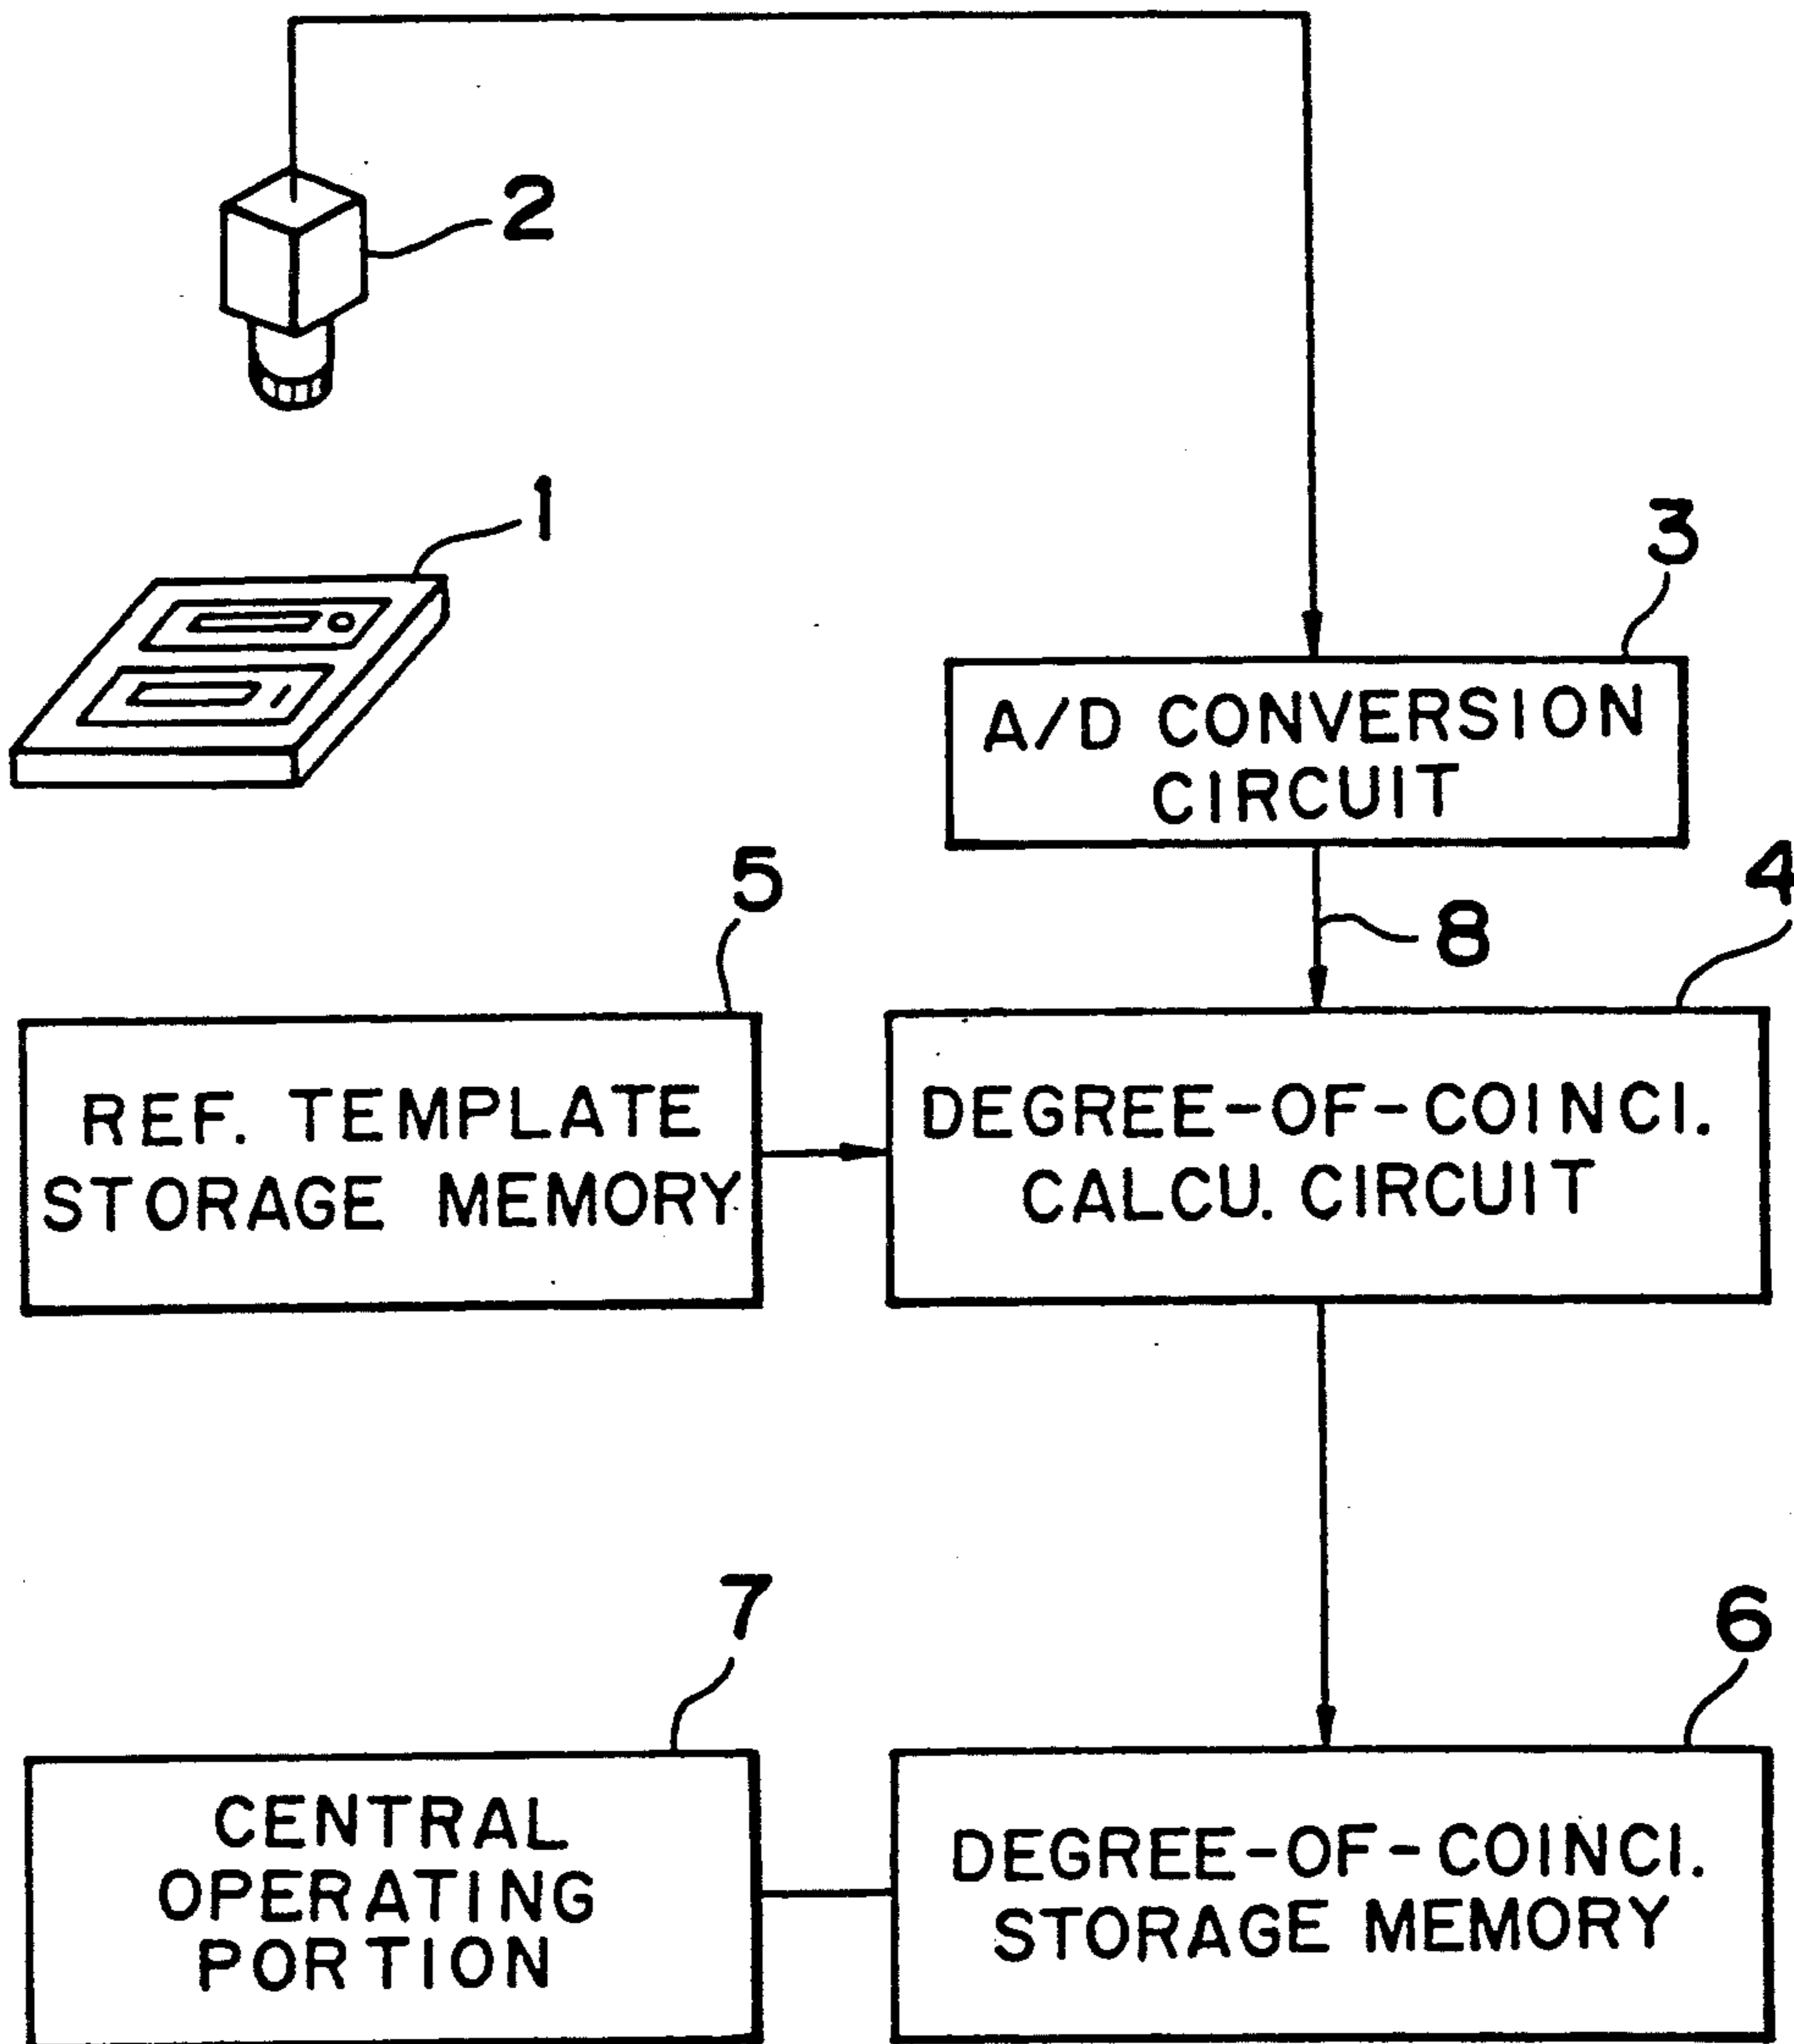 2
1
3
A/D CONVERSION
CIRCUIT
8
4
5
REF. TEMPLATE
STORAGE MEMORY
DEGREE-OF-COINCI.
CALCU. CIRCUIT
7
6
CENTRAL
OPERATING
PORTION
DEGREE-OF-COINCI.
STORAGE MEMORY